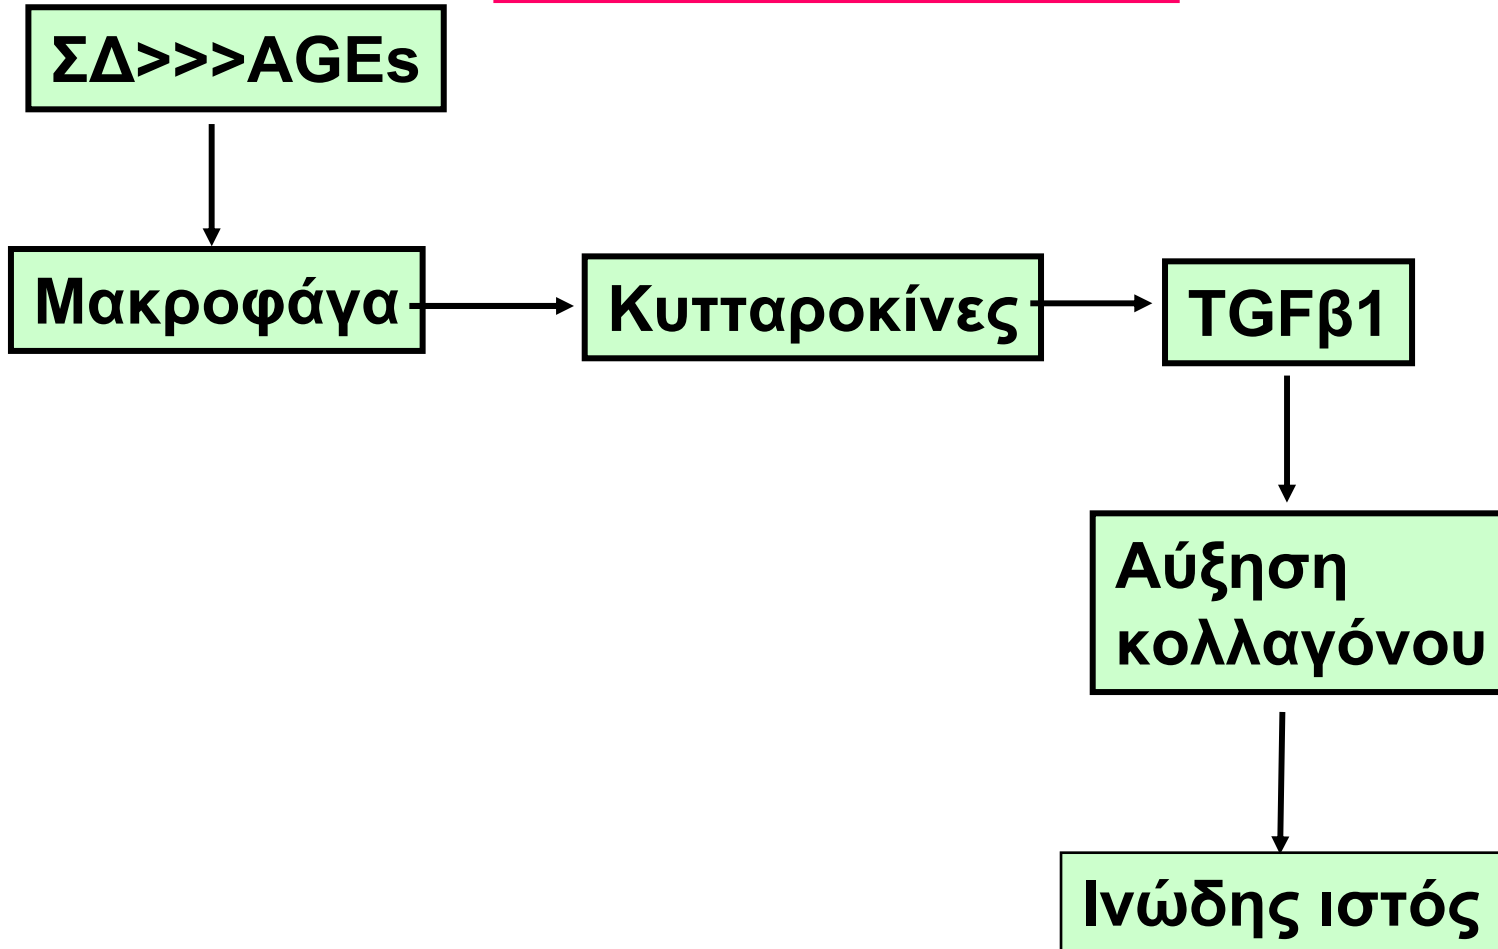 ΣΔ>>>AGEs
Μακροφάγα
Κυτταροκίνες
TGFβ1
Αύξηση
κολλαγόνου
Ινώδης ιστός